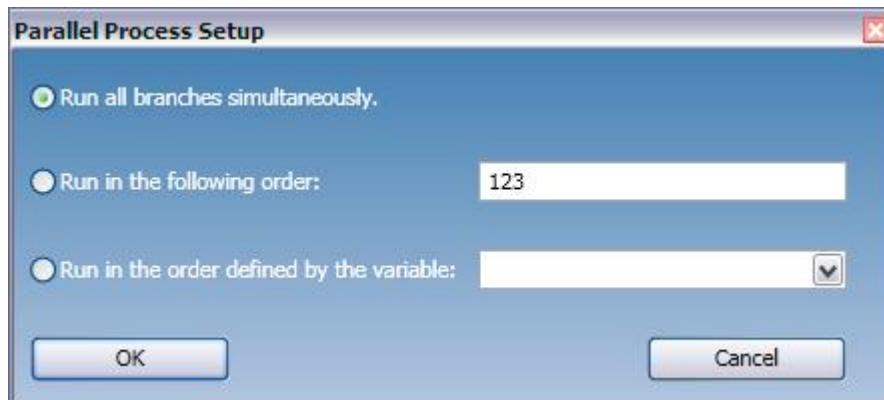 Parallel Process Setup
Run all branches simultaneously.
Run in the following order: 123
Run in the order defined by the variable:
OK Cancel